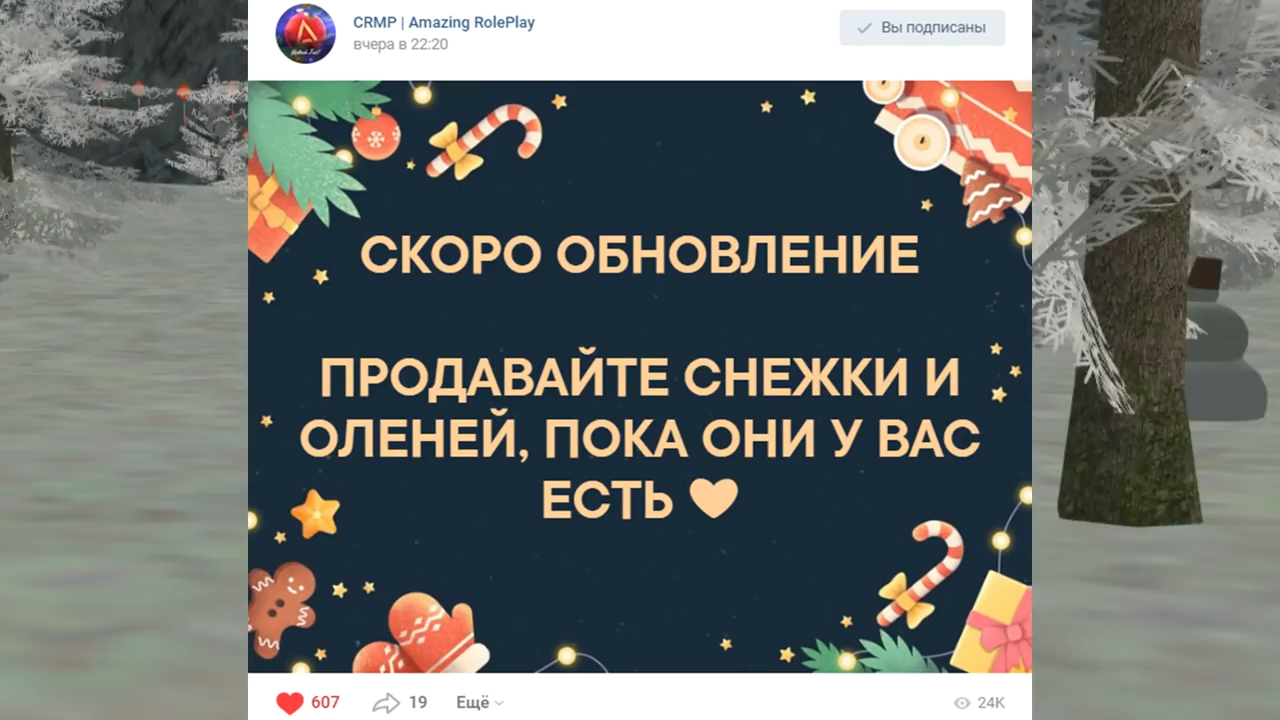 CRMP | Amazing RolePlay
вчера в 22:20
Вы подписаны
СКОРО ОБНОВЛЕНИЕ
ПРОДАВАЙТЕ СНЕЖКИ И
ОЛЕНЕЙ, ПОКА ОНИ У ВАС
ЕСТЬ
607
19
Ещё
24K